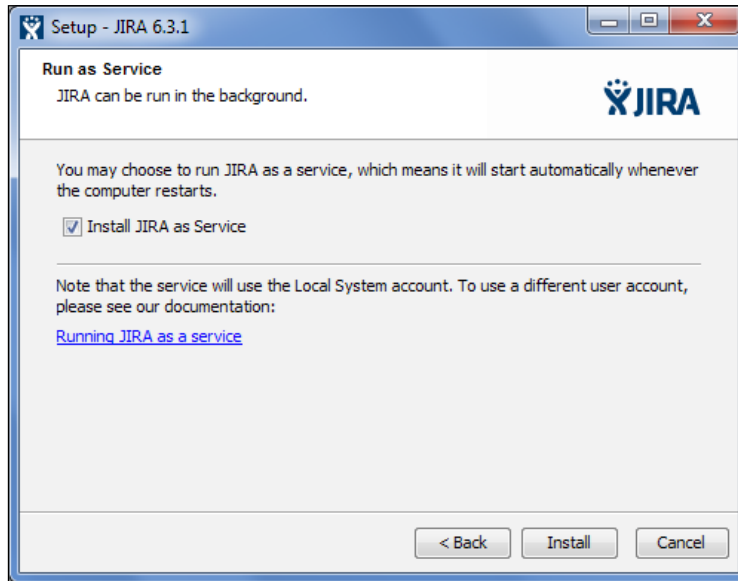 Setup - JIRA 6.3.1
Run as Service
JIRA can be run in the background.
JIRA
You may choose to run JIRA as a service, which means it will start automatically whenever
the computer restarts.
Install JIRA as Service
Note that the service will use the Local System account. To use a different user account,
please see our documentation:
Running JIRA as a service
< Back
Install
Cancel